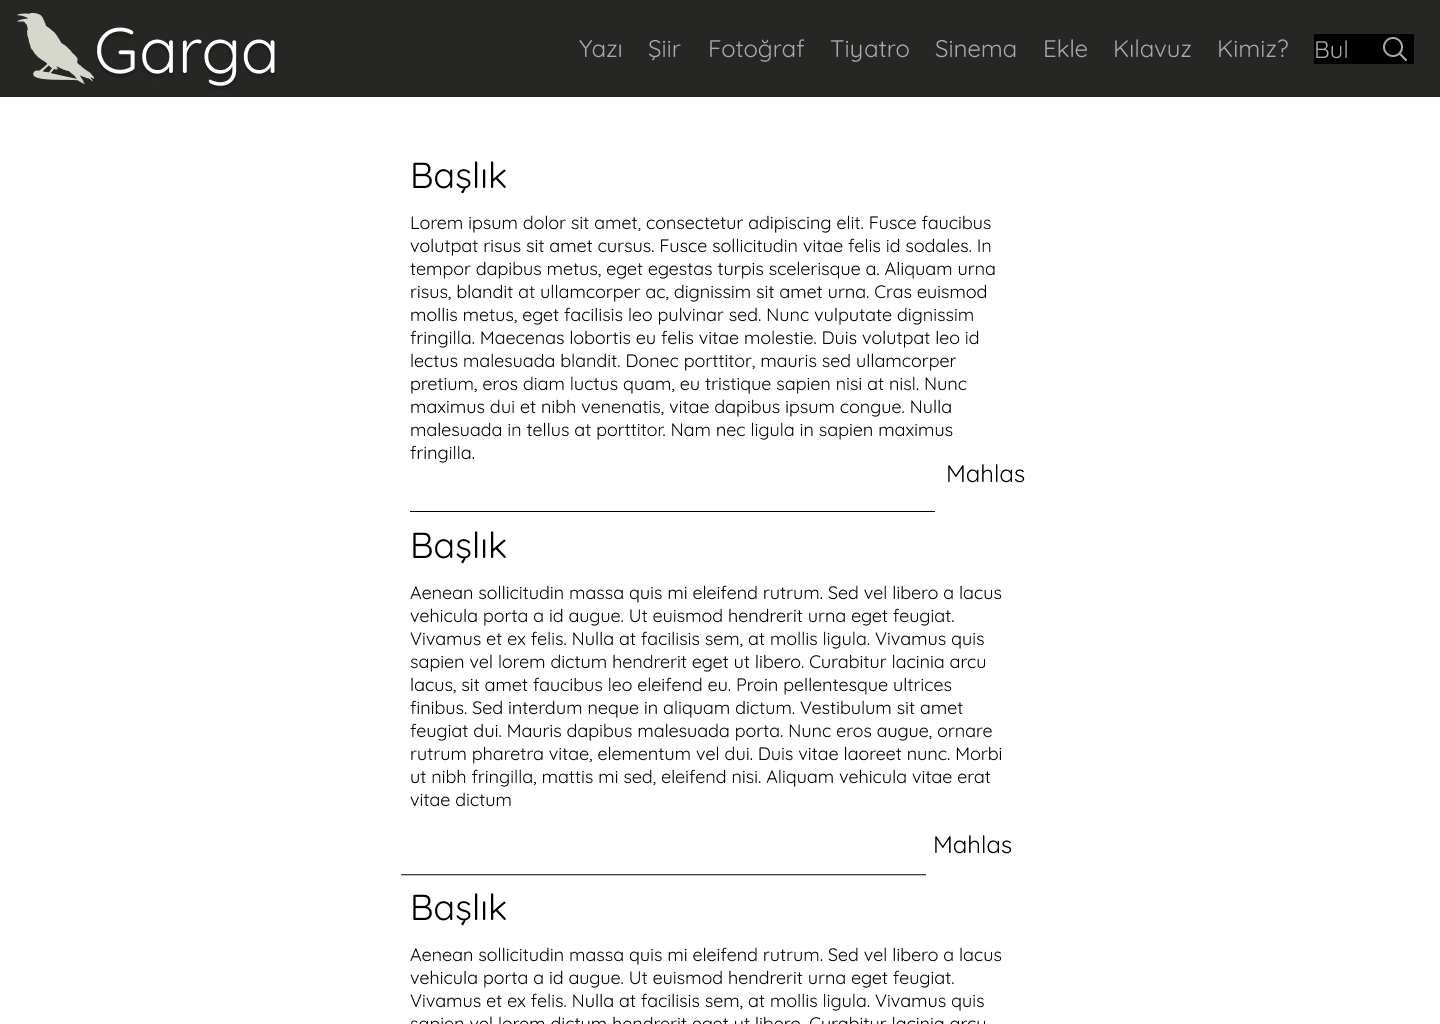 Garga
Yazı Şiir Fotoğraf Tiyatro Sinema Ekle Kılavuz Kimiz? Bul
Başlık
Lorem ipsum dolor sit amet, consectetur adipiscing elit. Fusce faucibus
volutpat risus sit amet cursus. Fusce sollicitudin vitae felis id sodales. In
tempor dapibus metus, eget egestas turpis scelerisque a. Aliquam urna
risus, blandit at ullamcorper ac, dignissim sit amet urna. Cras euismod
mollis metus, eget facilisis leo pulvinar sed. Nunc vulputate dignissim
fringilla. Maecenas lobortis eu felis vitae molestie. Duis volutpat leo id
lectus malesuada blandit. Donec porttitor, mauris sed ullamcorper
pretium, eros diam luctus quam, eu tristique sapien nisi at nisl. Nunc
maximus dui et nibh venenatis, vitae dapibus ipsum congue. Nulla
malesuada in tellus at porttitor. Nam nec ligula in sapien maximus
fringilla.
Mahlas
Başlık
Aenean sollicitudin massa quis mi eleifend rutrum. Sed vel libero a lacus
vehicula porta a id augue. Ut euismod hendrerit urna eget feugiat.
Vivamus et ex felis. Nulla at facilisis sem, at mollis ligula. Vivamus quis
sapien vel lorem dictum hendrerit eget ut libero. Curabitur lacinia arcu
lacus, sit amet faucibus leo eleifend eu. Proin pellentesque ultrices
finibus. Sed interdum neque in aliquam dictum. Vestibulum sit amet
feugiat dui. Mauris dapibus malesuada porta. Nunc eros augue, ornare
rutrum pharetra vitae, elementum vel dui. Duis vitae laoreet nunc. Morbi
ut nibh fringilla, mattis mi sed, eleifend nisi. Aliquam vehicula vitae erat
vitae dictum
Mahlas
Başlık
Aenean sollicitudin massa quis mi eleifend rutrum. Sed vel libero a lacus
vehicula porta a id augue. Ut euismod hendrerit urna eget feugiat.
Vivamus et ex felis. Nulla at facilisis sem, at mollis ligula. Vivamus quis
sapien vel lorem dictum hendrerit eget ut libero. Curabitur lacinia arcu